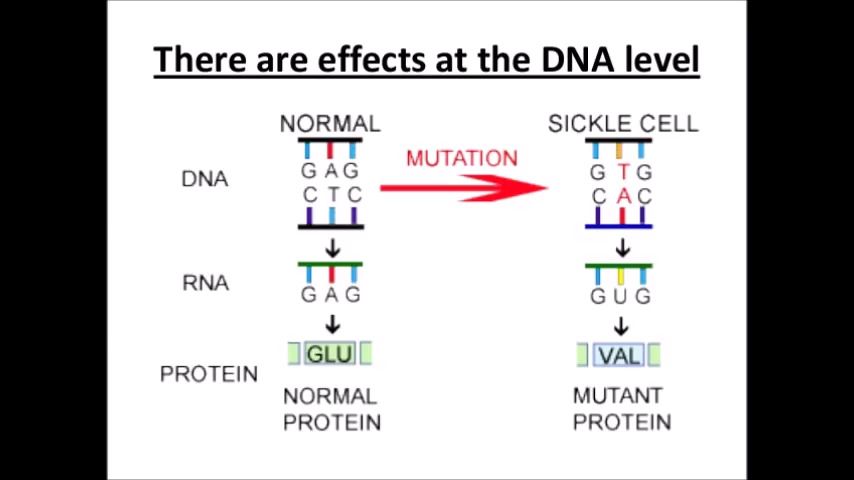 There are effects at the DNA level
NORMAL
SICKLE CELL
MUTATION
DNA
G A G
C T C
G T G
C A C
RNA
G A G
G U G
PROTEIN
GLU
VAL
NORMAL
PROTEIN
MUTANT
PROTEIN